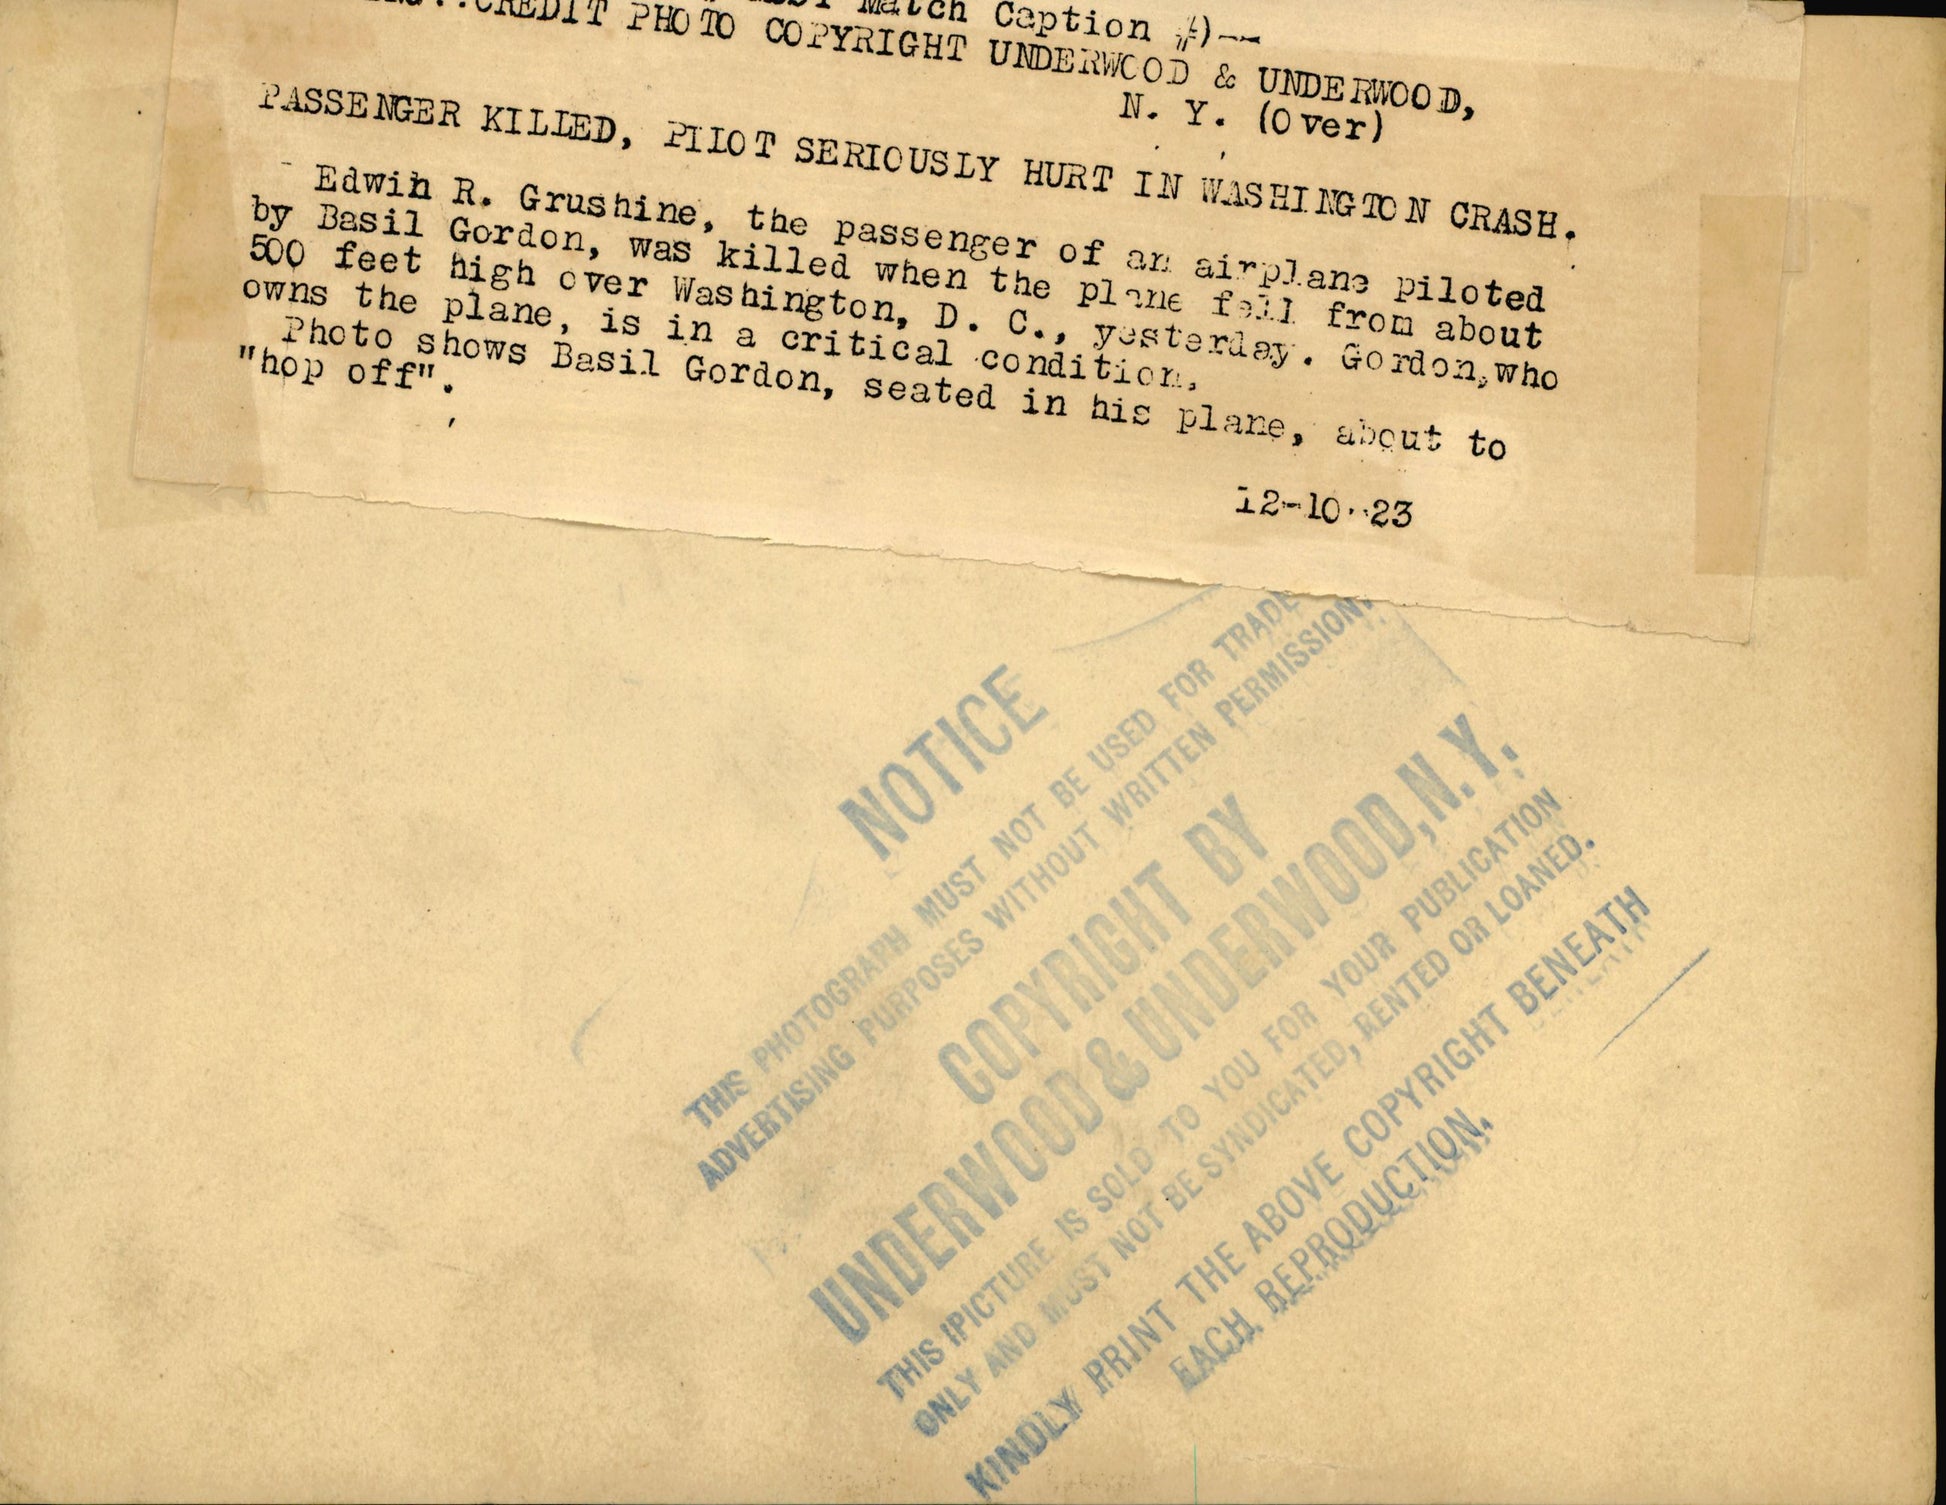 Match Caption #)--
CREDIT PHOTO COPYRIGHT UNDERWOOD & UNDERWOOD,
N. Y. (Over)
PASSENGER KILLED, PILOT SERIOUSLY HURT IN WASHINGTON CRASH.
Edwin R. Grushine, the passenger of an airplane piloted
by Basil Gordon, was killed when the plane fell from about
500 feet high over Washington, D. C., yesterday. Gordon, who
owns the plane, is in a critical condition.
Photo shows Basil Gordon, seated in his plane, about to
"hop off".
12-10-23
NOTICE
THIS PHOTOGRAPH MUST NOT BE USED FOR TRADE
ADVERTISING PURPOSES WITHOUT WRITTEN PERMISSION.
COPYRIGHT BY
UNDERWOOD & UNDERWOOD, N. Y.
THIS PICTURE IS SOLD TO YOU FOR YOUR PUBLICATION
ONLY AND MUST NOT BE SYNDICATED, RENTED OR LOANED.
KINDLY PRINT THE ABOVE COPYRIGHT BENEATH
EACH REPRODUCTION.